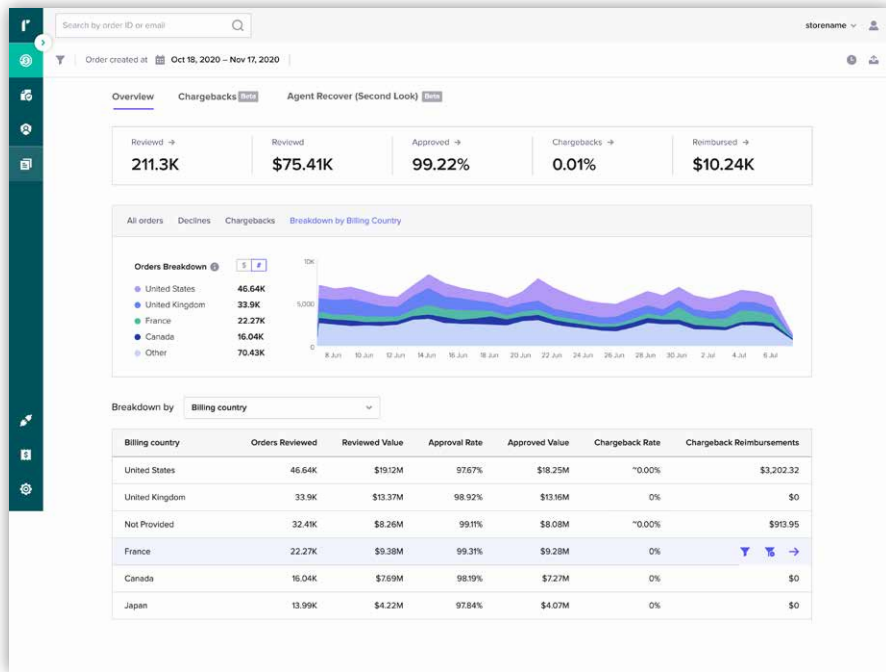 r
Search by order ID or email
storename
Order created at Oct 18, 2020 – Nov 17, 2020
Overview Chargebacks Beta Agent Recover (Second Look) Beta
Reviewd → Reviewd Approved → Chargebacks → Reimbursed →
211.3K $75.41K 99.22% 0.01% $10.24K
All orders Declines Chargebacks Breakdown by Billing Country
Orders Breakdown $ #
United States 46.64K
United Kingdom 33.9K
France 22.27K
Canada 16.04K
Other 70.43K
10K
5,000
0
8 Jun 10 Jun 12 Jun 14 Jun 16 Jun 18 Jun 20 Jun 22 Jun 24 Jun 26 Jun 28 Jun 30 Jun 2 Jul 4 Jul 6 Jul
Breakdown by Billing country
Billing country Orders Reviewed Reviewed Value Approval Rate Approved Value Chargeback Rate Chargeback Reimbursements
United States 46.64K $19.12M 97.67% $18.25M ~0.00% $3,202.32
United Kingdom 33.9K $13.37M 98.92% $13.16M 0% $0
Not Provided 32.41K $8.26M 99.11% $8.08M ~0.00% $913.95
France 22.27K $9.38M 99.31% $9.28M 0%
Canada 16.04K $7.69M 98.19% $7.27M 0% $0
Japan 13.99K $4.22M 97.84% $4.07M 0% $0